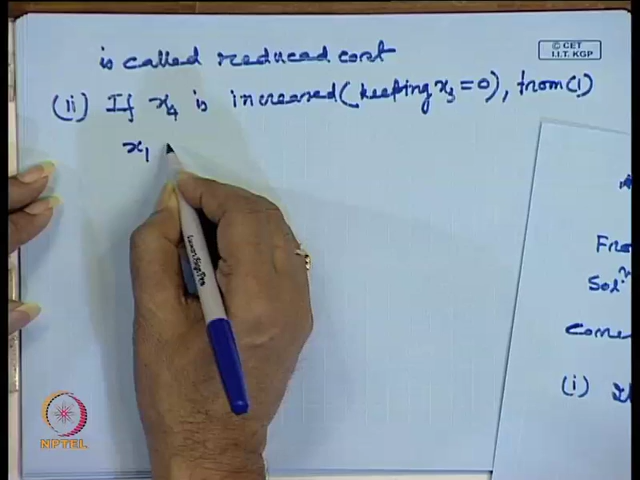 is called reduced cost
© CET
I.I.T. KGP
(ii) If x₄ is increased (keeping x₃ = 0), from (1)
x₁
Fro
Solⁿ
Come
(i)
NPTEL